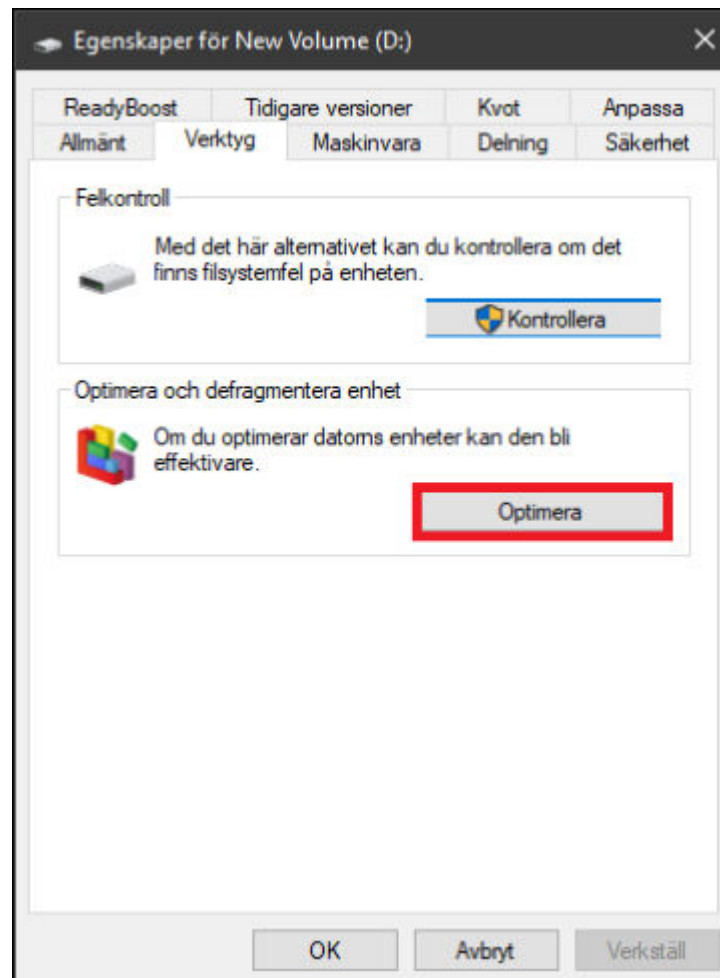 Egenskaper för New Volume (D:)
ReadyBoost Tidigare versioner Kvot Anpassa
Allmänt Verktyg Maskinvara Delning Säkerhet
Felkontroll
Med det här alternativet kan du kontrollera om det
finns filsystemfel på enheten.
Kontrollera
Optimera och defragmentera enhet
Om du optimerar datorns enheter kan den bli
effektivare.
Optimera
OK Avbryt Verkställ